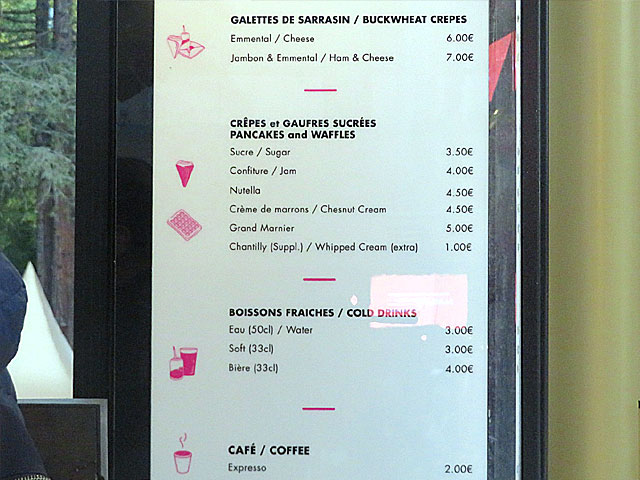 GALETTES DE SARRASIN / BUCKWHEAT CREPES
Emmental / Cheese 6.00€
Jambon & Emmental / Ham & Cheese 7.00€
CRÊPES et GAUFRES SUCRÉES
PANCAKES and WAFFLES
Sucre / Sugar 3.50€
Confiture / Jam 4.00€
Nutella 4.50€
Crème de marrons / Chesnut Cream 4.50€
Grand Marnier 5.00€
Chantilly (Suppl.) / Whipped Cream (extra) 1.00€
BOISSONS FRAICHES / COLD DRINKS
Eau (50cl) / Water 3.00€
Soft (33cl) 3.00€
Bière (33cl) 4.00€
CAFÉ / COFFEE
Expresso 2.00€